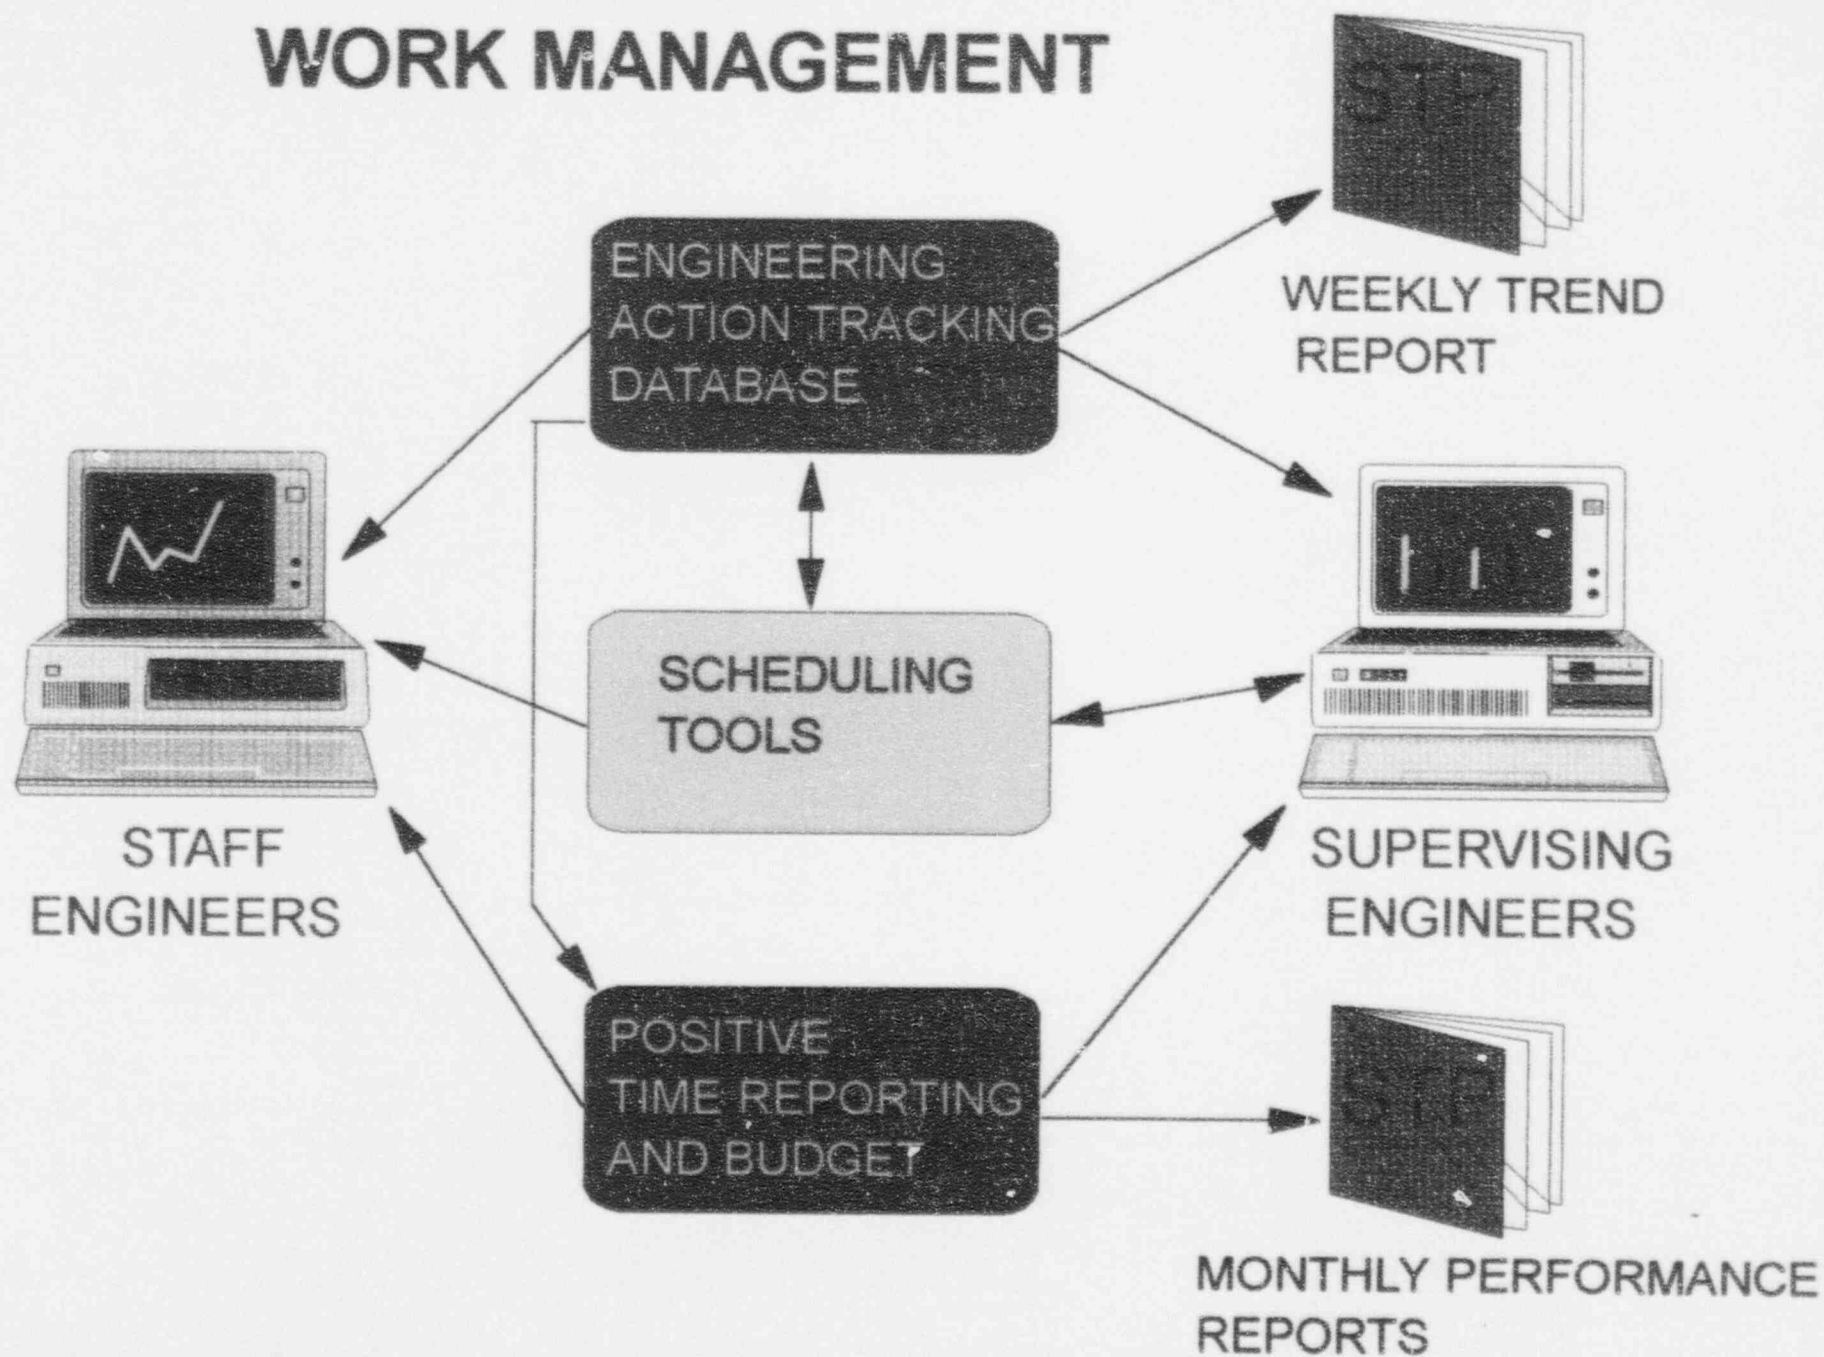 WORK MANAGEMENT
STP
WEEKLY TREND
REPORT
ENGINEERING
ACTION TRACKING
DATABASE
SCHEDULING
TOOLS
STAFF
ENGINEERS
SUPERVISING
ENGINEERS
POSITIVE
TIME REPORTING
AND BUDGET
STP
MONTHLY PERFORMANCE
REPORTS